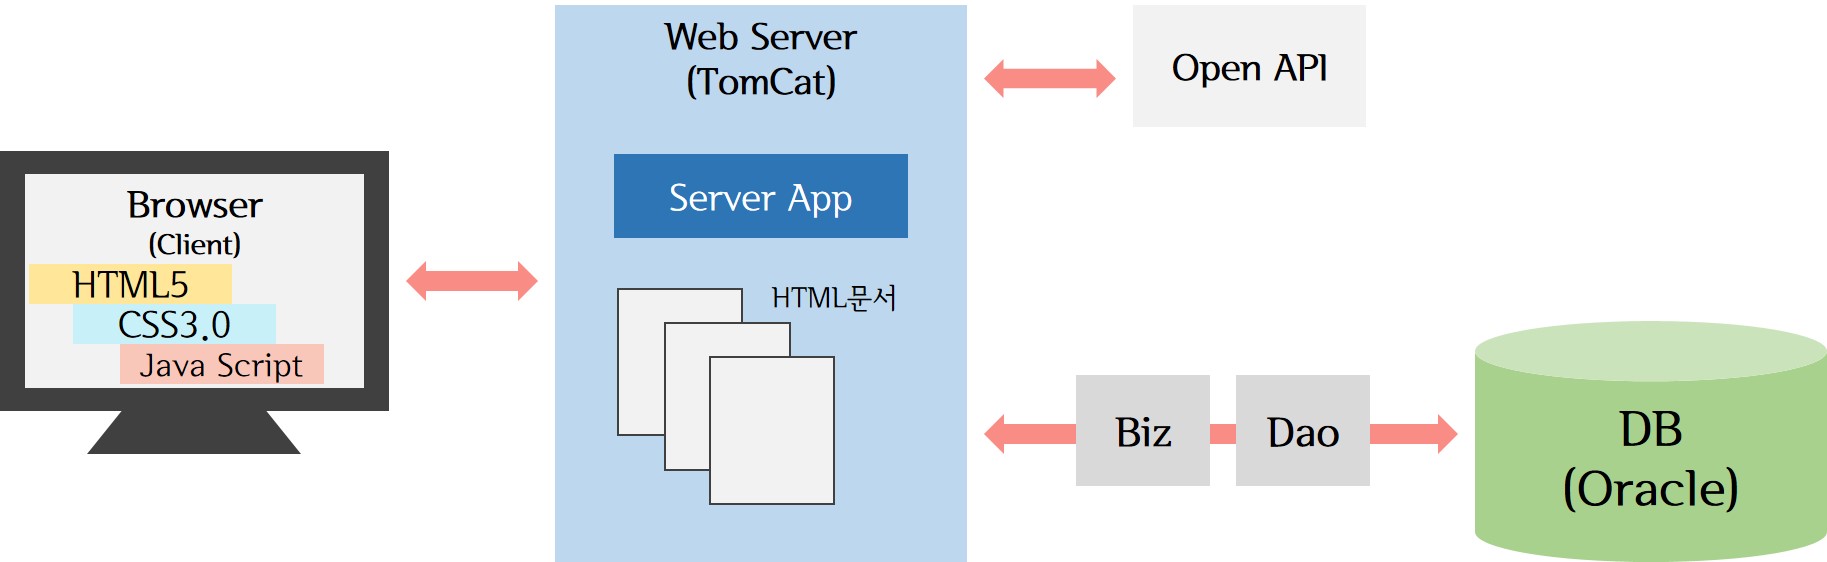 Browser
(Client)
HTML5
CSS3.0
Java Script
Web Server
(TomCat)
Server App
HTML문서
Open API
Biz
Dao
DB
(Oracle)